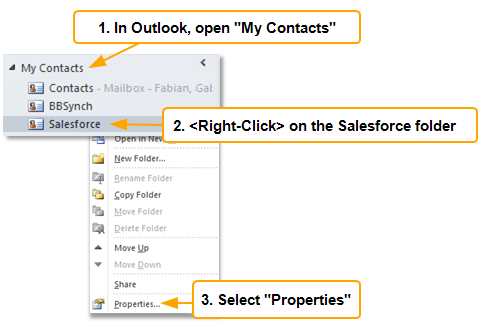 1. In Outlook, open "My Contacts"
My Contacts
Contacts - Mailbox - Fabian, Gal
BBSynch
Salesforce
2. <Right-Click> on the Salesforce folder
Open in New
New Folder...
Rename Folder
Copy Folder
Move Folder
Delete Folder
Move Up
Move Down
Share
Properties...
3. Select "Properties"